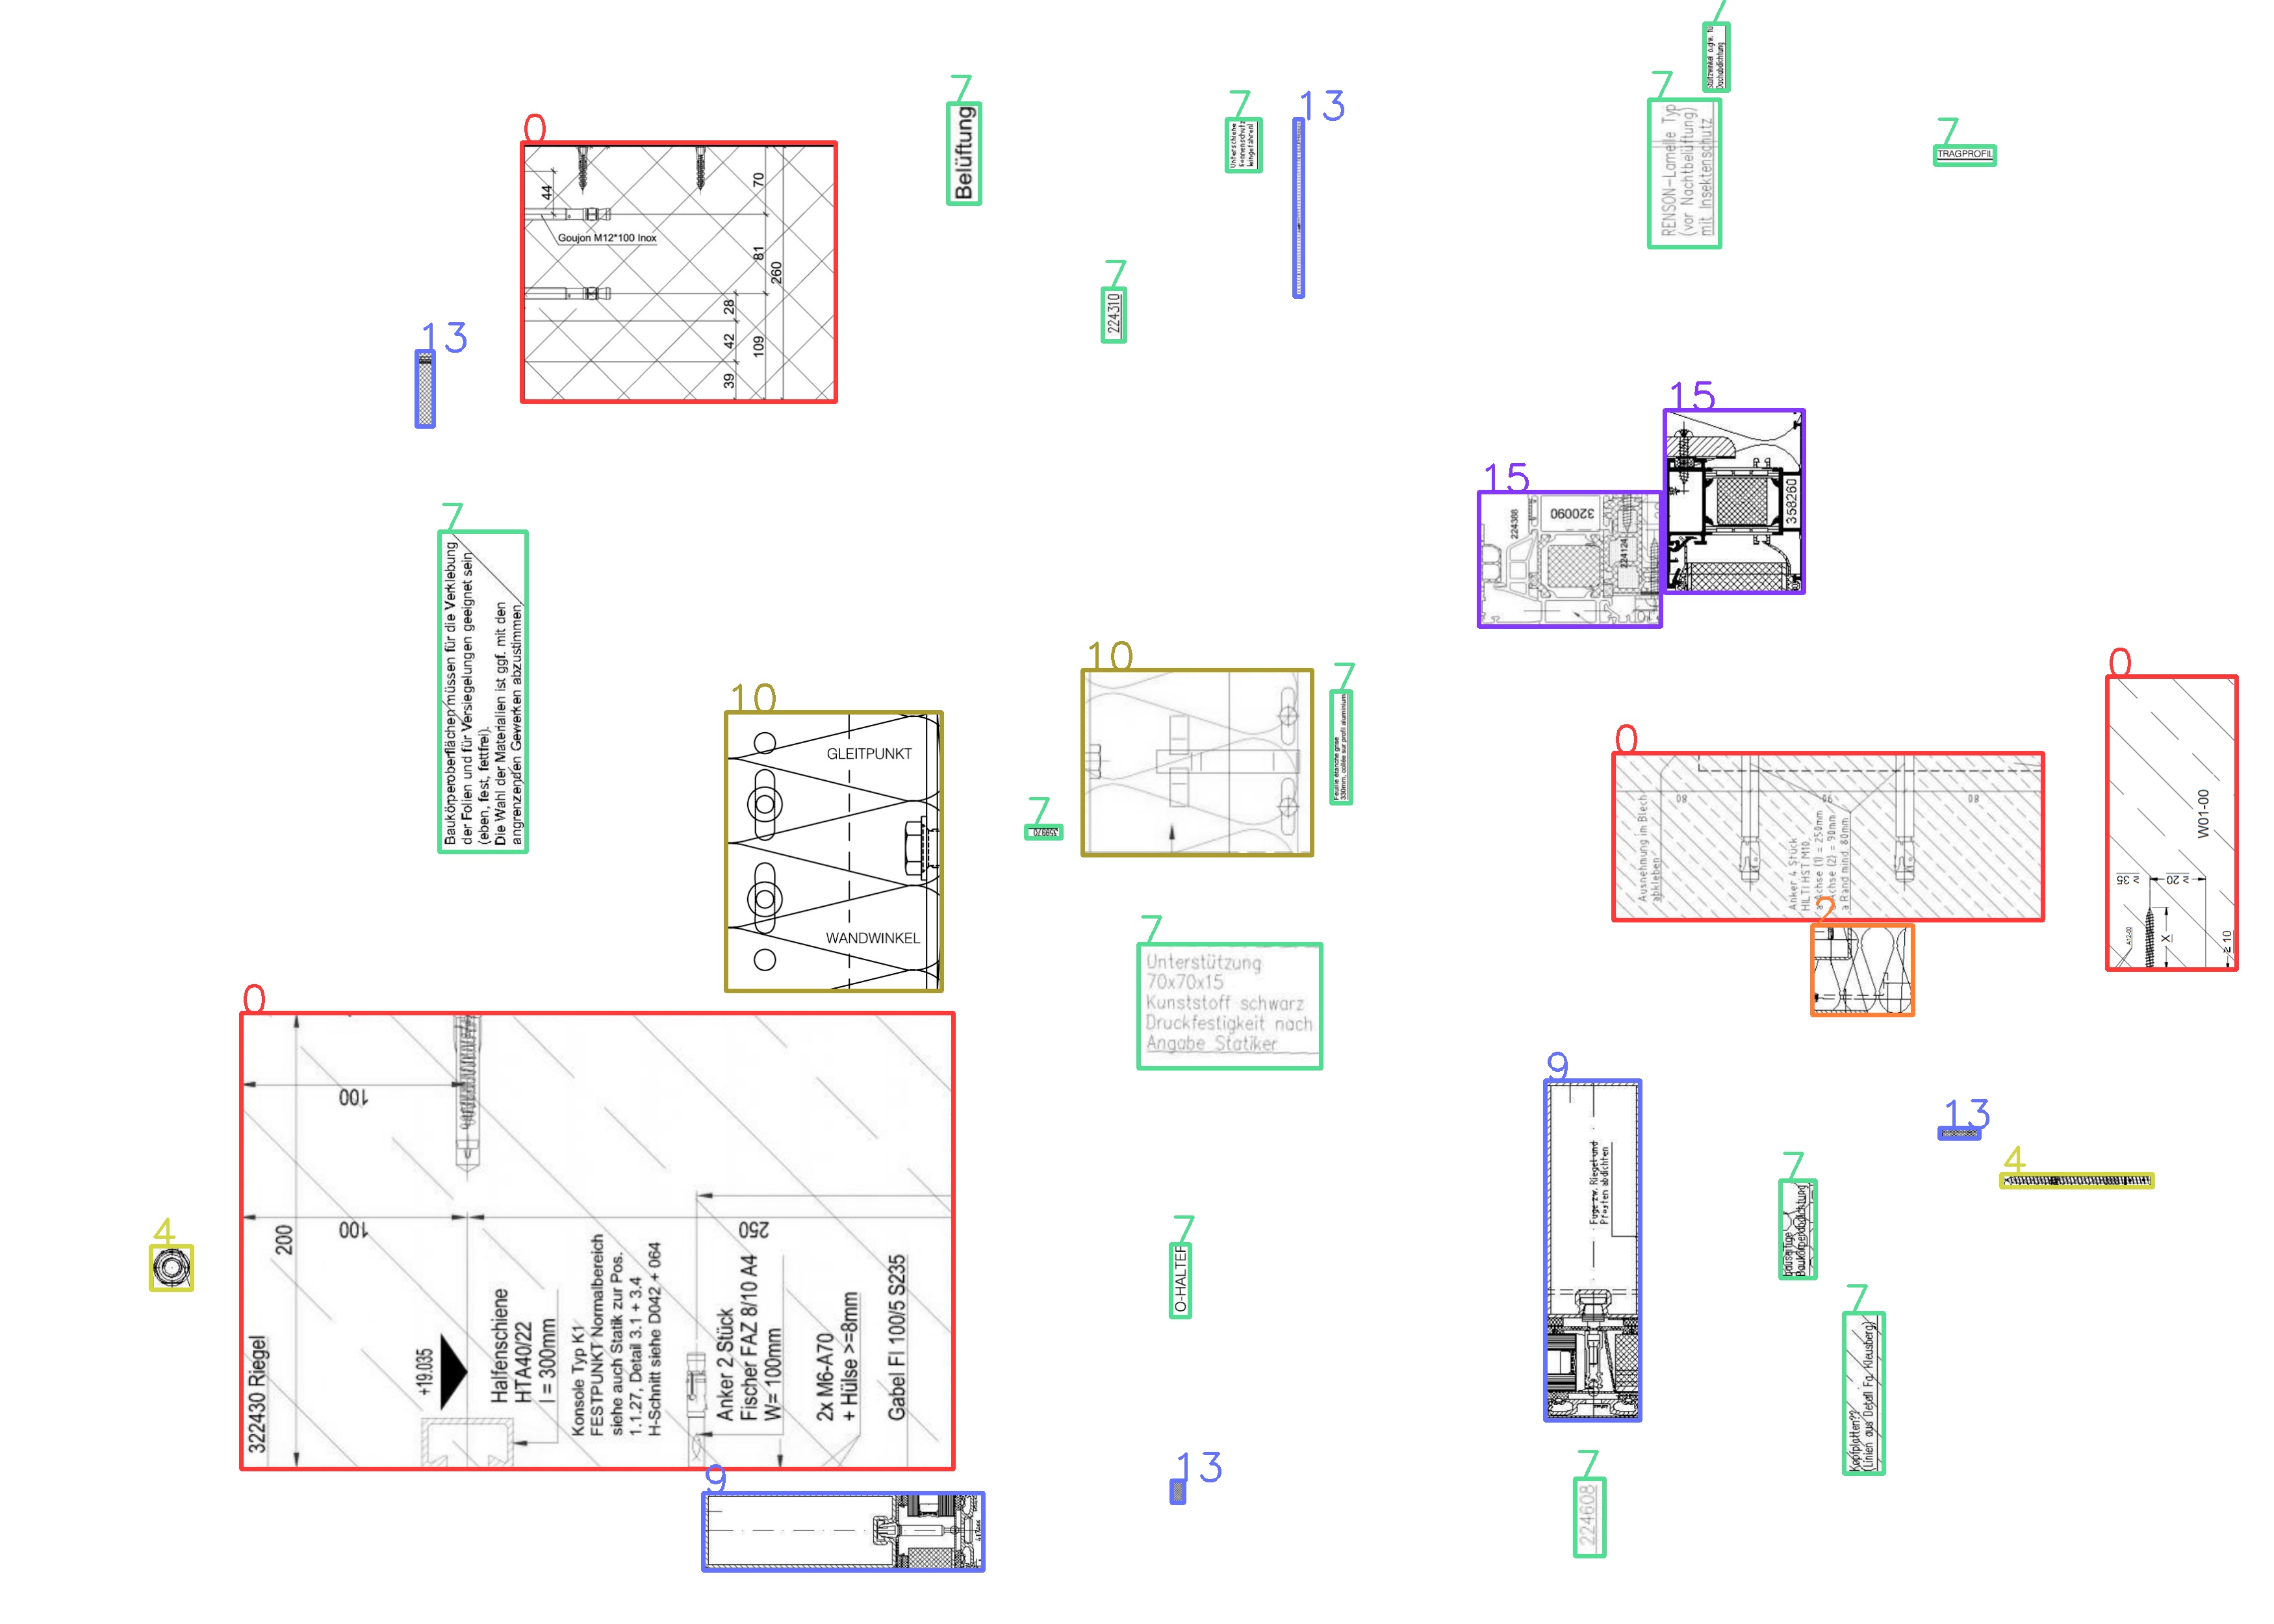 0
44
70
Goujon M12*100 Inox
81
260
28
42
109
39
7
Belüftung
7
Unterschiene
Sonnenschutz
13
7
224310
7
7
RENSON-Lamelle Typ
(vor Nachtbelüftung)
mit Insektenschutz
7
TRAGPROFIL
13
15
358260
15
224388
320090
224124
7
Baukörperoberflächen müssen für die Verklebung
der Folien und für Versiegelungen geeignet sein
(eben, fest, fettfrei).
Die Wahl der Materialien ist ggf. mit den
angrenzenden Gewerken abzustimmen.
10
GLEITPUNKT
WANDWINKEL
10
7
Feuille étanche grise
330mm, collée sur profil aluminium
7
358970
0
Ausnehmung im Blech
abkleben
80
90
80
Anker 4 Stück
HILTI HST M10,
a Achse (1) = 250mm
Achse (2) = 90mm
a Rand mind. 80mm
0
W01-00
≥ 35
≥ 20
A12-00
X
≥ 10
2
7
Unterstützung
70x70x15
Kunststoff schwarz
Druckfestigkeit nach
Angabe Statiker
0
100
200
100
250
322430 Riegel
+19.035
Halfenschiene
HTA40/22
l = 300mm
Konsole Typ K1
FESTPUNKT Normalbereich
siehe auch Statik zur Pos.
1.1.27, Detail 3.1 + 3.4
H-Schnitt siehe D042 + 064
Anker 2 Stück
Fischer FAZ 8/10 A4
W= 100mm
2x M6-A70
+ Hülse >=8mm
Gabel Fl 100/5 S235
4
9
Fuge zw. Riegel und
Pfosten abdichten
13
4
7
bauseitige
Baukörperabdichtung
7
O-HALTER
7
Kopfplatten??
(Linien aus Detail Fa. Kleusberg)
9
13
7
224608